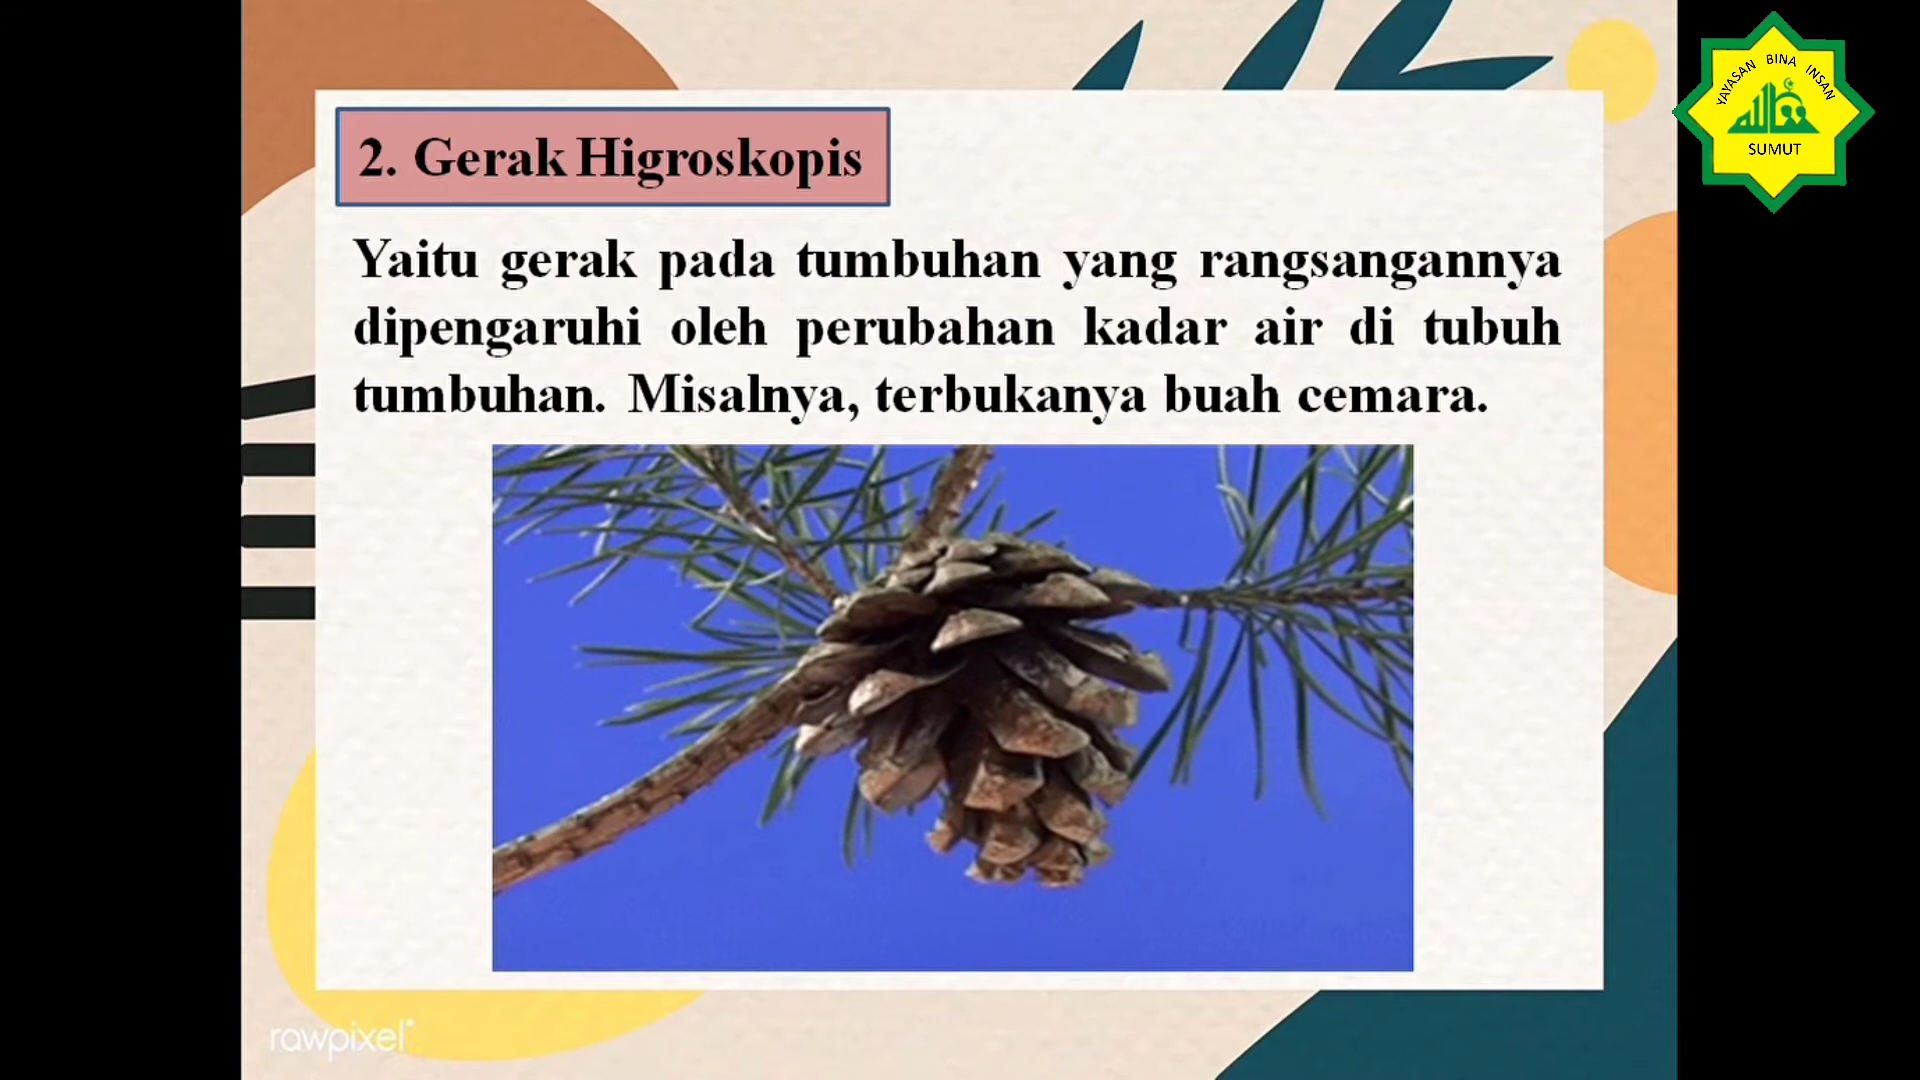 2. Gerak Higroskopis
Yaitu gerak pada tumbuhan yang rangsangannya
dipengaruhi oleh perubahan kadar air di tubuh
tumbuhan. Misalnya, terbukanya buah cemara.
YAYASAN BINA INSAN
SUMUT
rawpixel